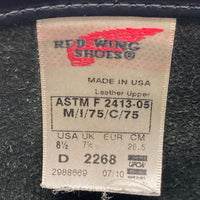 RED WING
SHOES®
MADE IN USA
Leather Upper
ASTM F 2413-05
M/I/75/C/75
USA UK EUR CM
8½ 7½ 26.5
D 2268
2988869 07/10